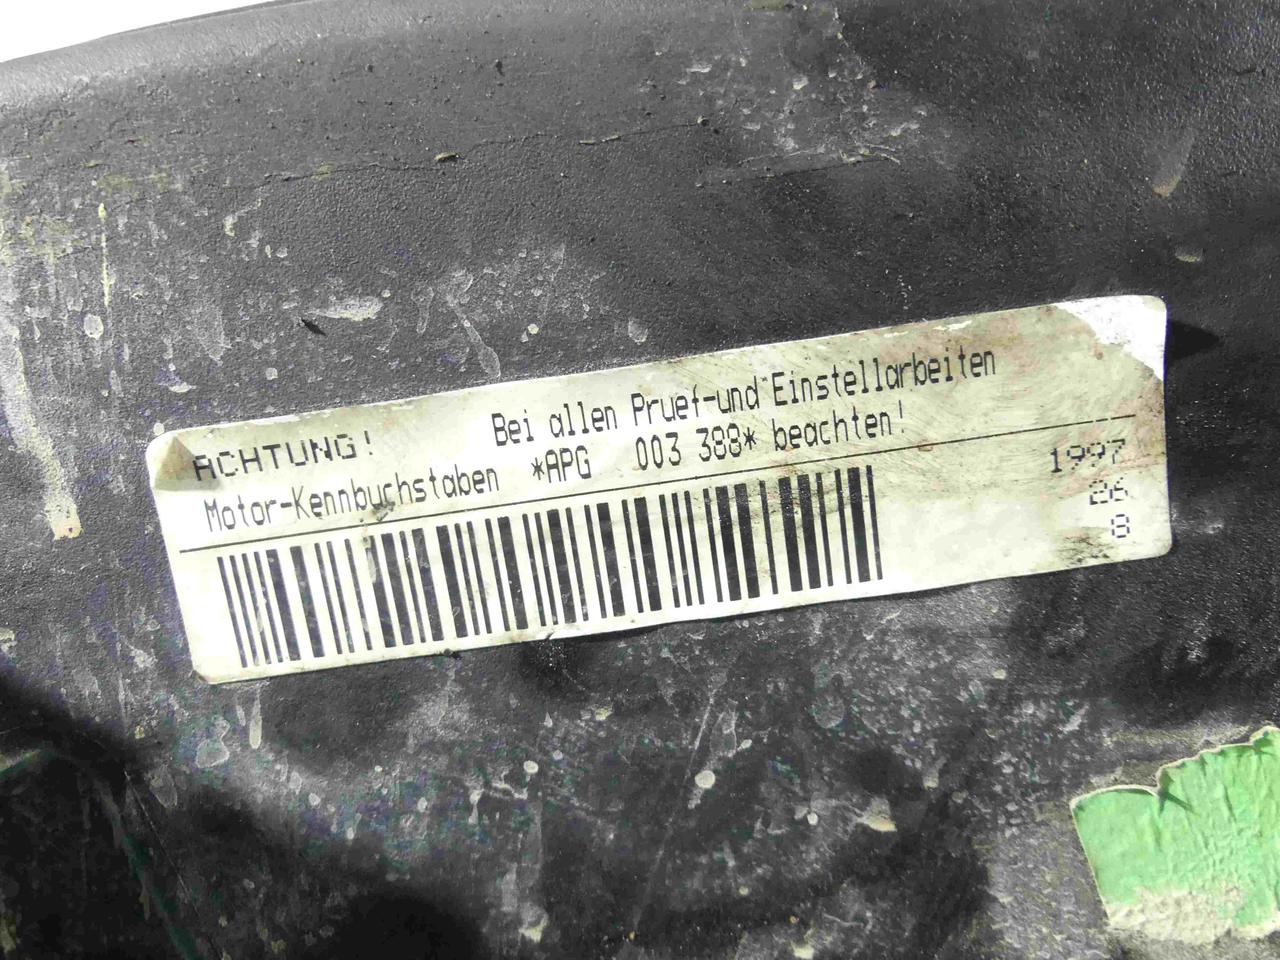 ACHTUNG! Bei allen Pruef-und Einstellarbeiten
Motor-Kennbuchstaben *APG 003 388* beachten!
1997
26
8